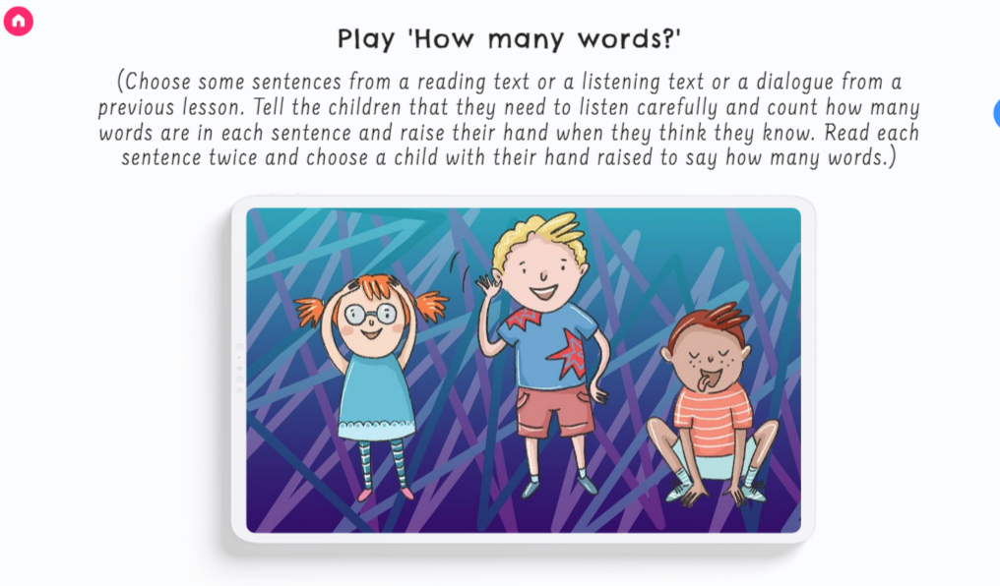 Play 'How many words?'
(Choose some sentences from a reading text or a listening text or a dialogue from a
previous lesson. Tell the children that they need to listen carefully and count how many
words are in each sentence and raise their hand when they think they know. Read each
sentence twice and choose a child with their hand raised to say how many words.)